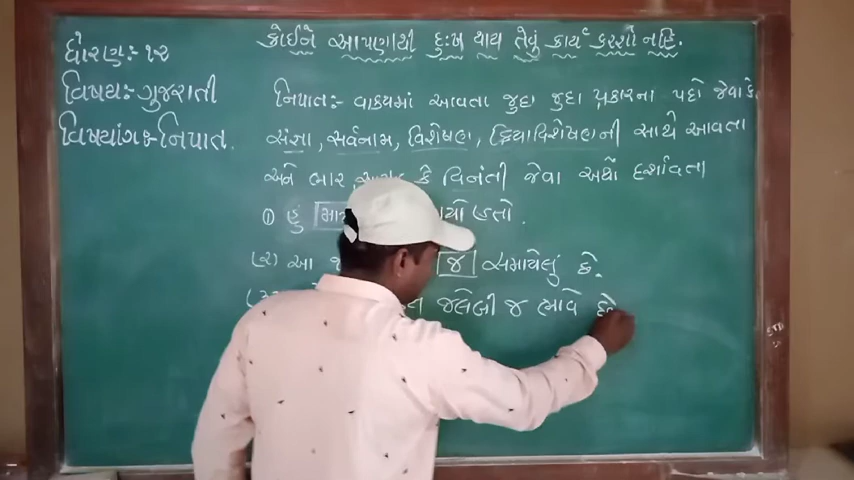 કોઈને આપણાથી દુઃખ થાય તેવું કાર્ય કરશો નહિ.
ધોરણઃ- ૧૨
વિષયઃ- ગુજરાતી
વિષયાંગઃ- નિપાત.
નિપાતઃ- વાક્યમાં આવતા જુદા જુદા પ્રકારના પદો જેવા કે,
સંજ્ઞા, સર્વનામ, વિશેષણ, ક્રિયાવિશેષણની સાથે આવતા
અને ભાર, કે વિનંતી જેવા અર્થો દર્શાવતા
① હું હતો.
(૨) આ જ સમાયેલું છે.
જલેબી જ ભાવે છે